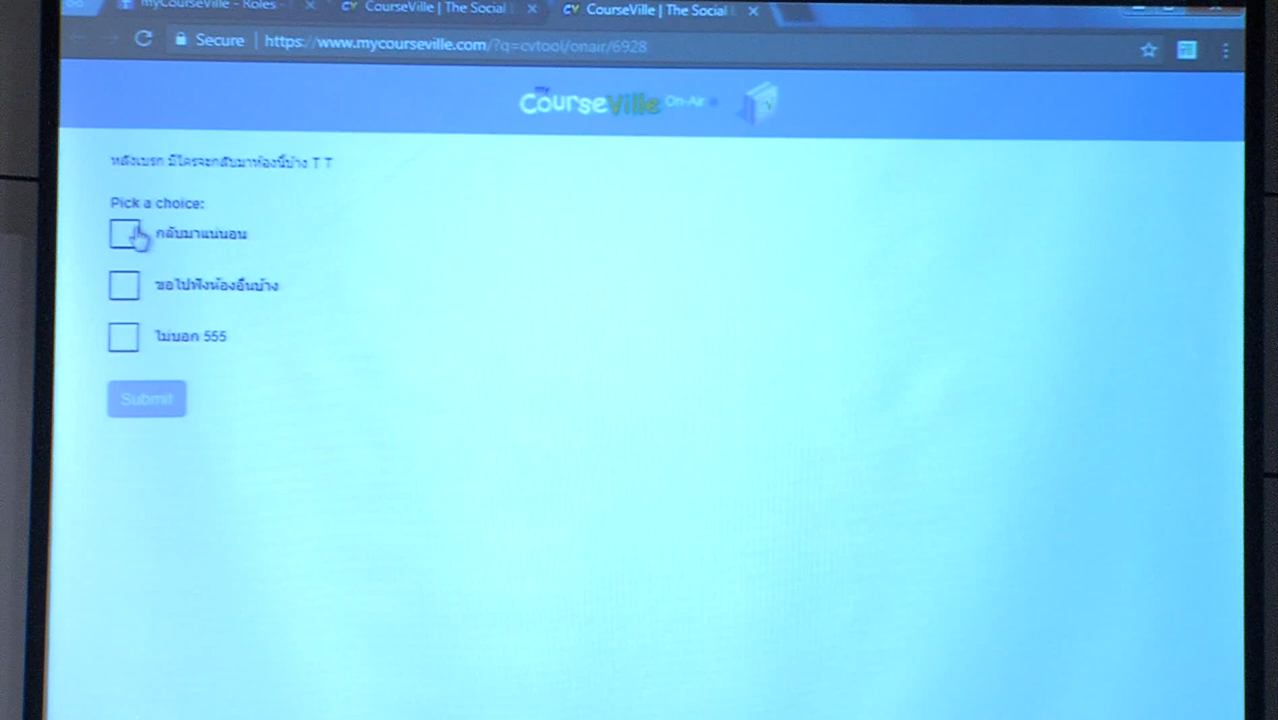 myCourseVille - Roles - CourseVille | The Social CourseVille | The Social
Secure https://www.mycourseville.com/?q=cvtool/onair/6928
my CourseVille On-Air
หลังเบรก มีใครจะกลับมาห้องนี้บ้าง T T
Pick a choice:
กลับมาแน่นอน
ขอไปฟังห้องอื่นบ้าง
ไม่บอก 555
Submit